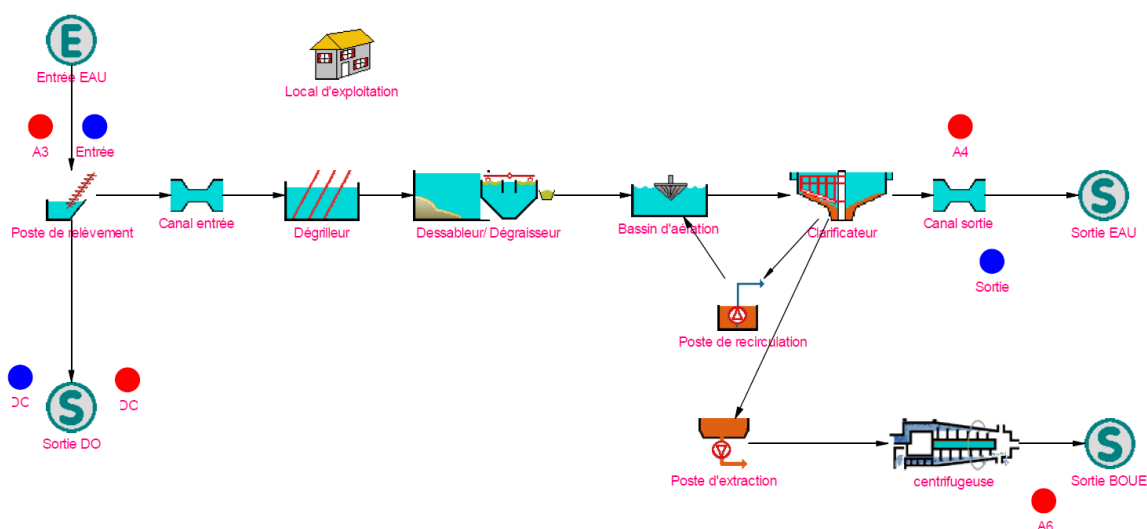 E
Entrée EAU
Local d'exploitation
A3
Entrée
A4
Poste de relèvement
Canal entrée
Dégrilleur
Dessableur/ Dégraisseur
Bassin d'aération
Clarificateur
Canal sortie
S
Sortie EAU
Sortie
Poste de recirculation
DC
S
DC
Sortie DO
Poste d'extraction
centrifugeuse
S
Sortie BOUE
A6